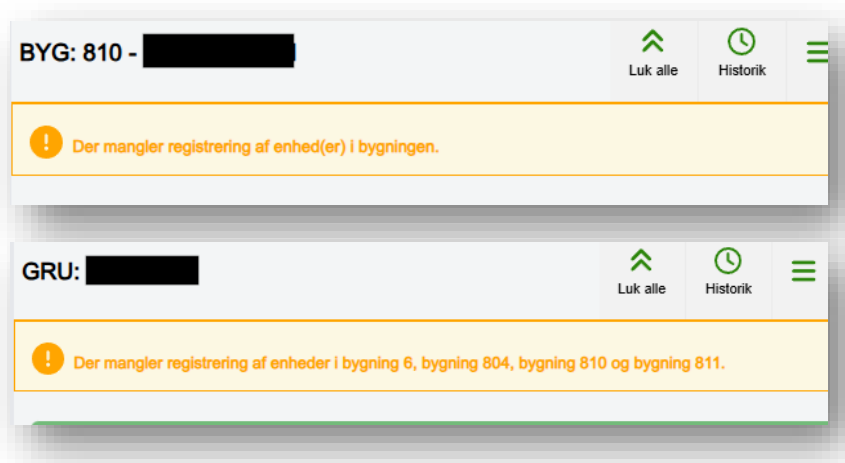 BYG: 810 -
Luk alle
Historik
Der mangler registrering af enhed(er) i bygningen.
GRU:
Luk alle
Historik
Der mangler registrering af enheder i bygning 6, bygning 804, bygning 810 og bygning 811.